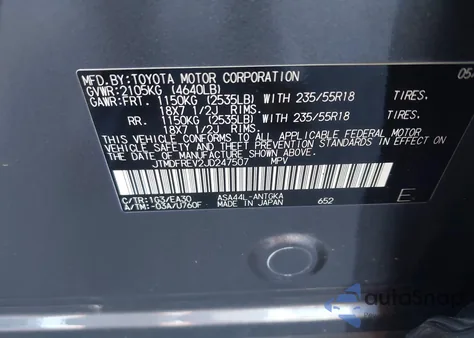 MFD.BY:TOYOTA MOTOR CORPORATION 05/
GVWR:2105KG (4640LB)
GAWR:FRT. 1150KG (2535LB) WITH 235/55R18 TIRES.
18X7 1/2J RIMS.
RR. 1150KG (2535LB) WITH 235/55R18 TIRES.
18X7 1/2J RIMS.
THIS VEHICLE CONFORMS TO ALL APPLICABLE FEDERAL MOTOR
VEHICLE SAFETY AND THEFT PREVENTION STANDARDS IN
EFFECT ON THE DATE OF MANUFACTURE SHOWN ABOVE.
JTMDFREV2JD247507 MPV
C/TR:1G3/EA30 ASA44L-ANTGKA
A/TM:-03A/U760F MADE IN JAPAN 652 E
autoSnap